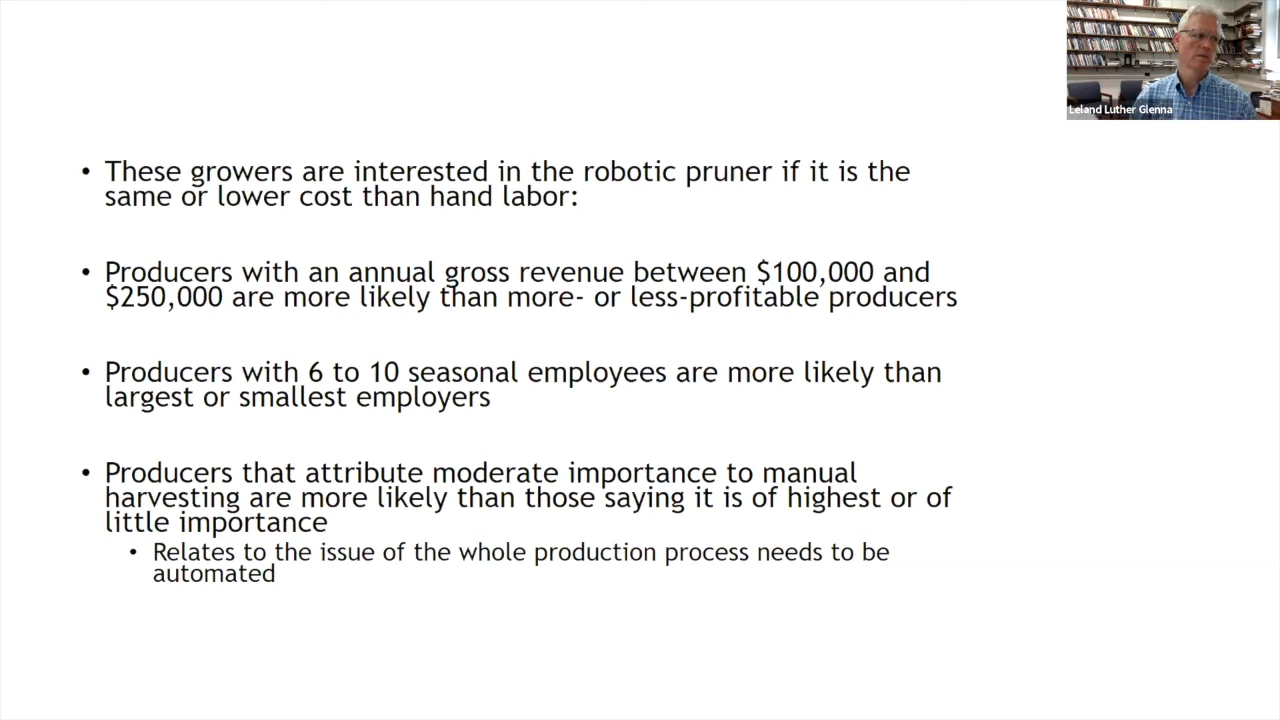 Leland Luther Glenna
• These growers are interested in the robotic pruner if it is the
same or lower cost than hand labor:
• Producers with an annual gross revenue between $100,000 and
$250,000 are more likely than more- or less-profitable producers
• Producers with 6 to 10 seasonal employees are more likely than
largest or smallest employers
• Producers that attribute moderate importance to manual
harvesting are more likely than those saying it is of highest or of
little importance
• Relates to the issue of the whole production process needs to be
automated